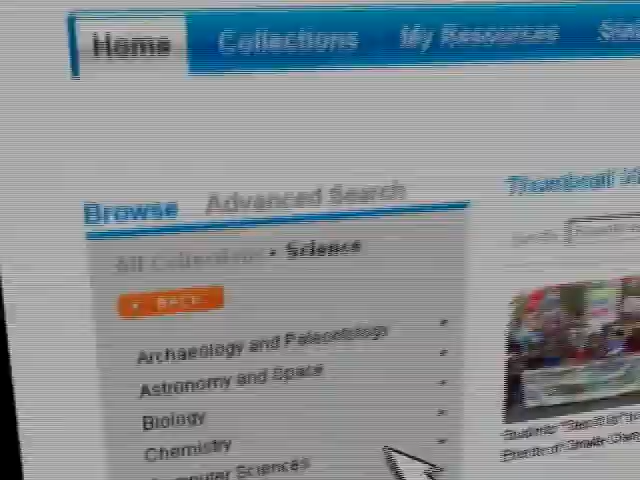 Home Collections My Resources
Browse Advanced Search
All Collections • Science
BACK
Archaeology and Paleontology
Astronomy and Space
Biology
Chemistry
Computer Sciences
Thumbnail